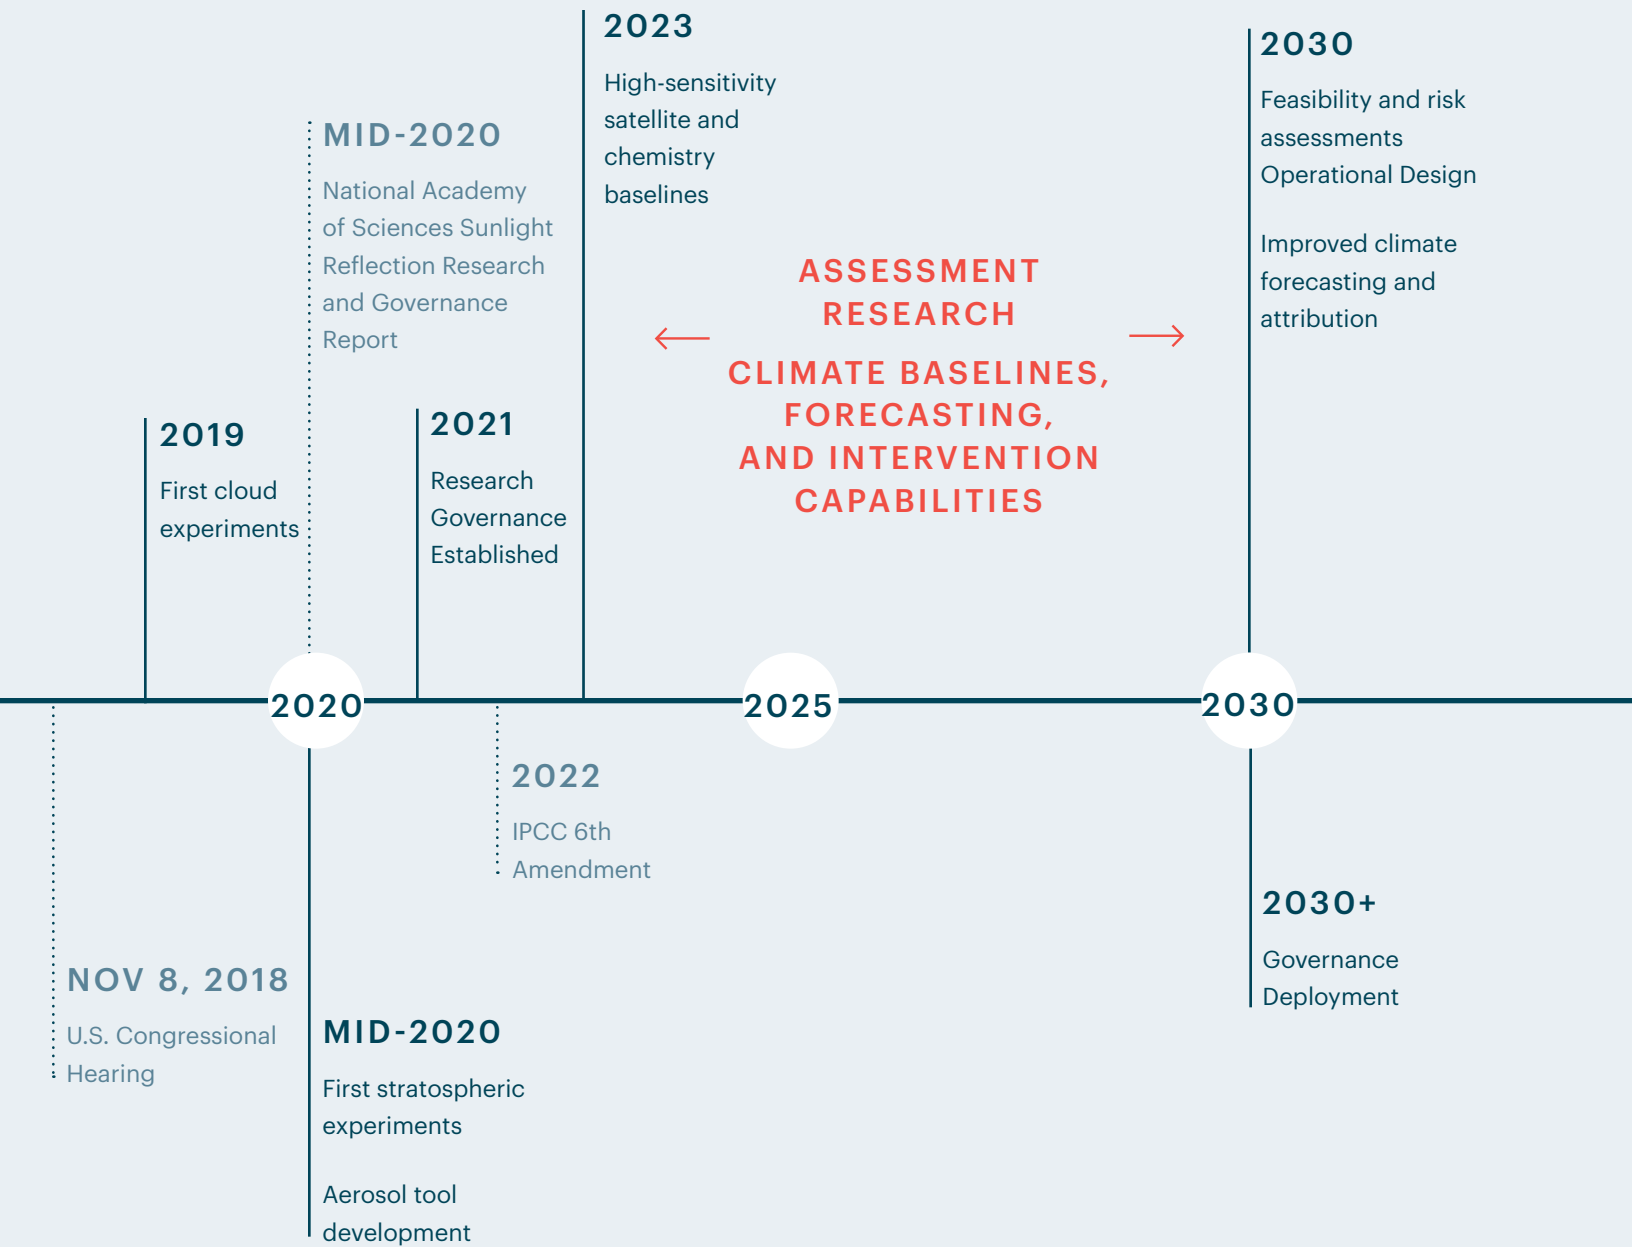 2023
High-sensitivity
satellite and
chemistry
baselines
2030
Feasibility and risk
assessments
Operational Design
Improved climate
forecasting and
attribution
MID-2020
National Academy
of Sciences Sunlight
Reflection Research
and Governance
Report
ASSESSMENT
RESEARCH
←
→
CLIMATE BASELINES,
FORECASTING,
AND INTERVENTION
CAPABILITIES
2019
First cloud
experiments
2021
Research
Governance
Established
2020
2025
2030
2022
IPCC 6th
Amendment
2030+
Governance
Deployment
NOV 8, 2018
U.S. Congressional
Hearing
MID-2020
First stratospheric
experiments
Aerosol tool
development